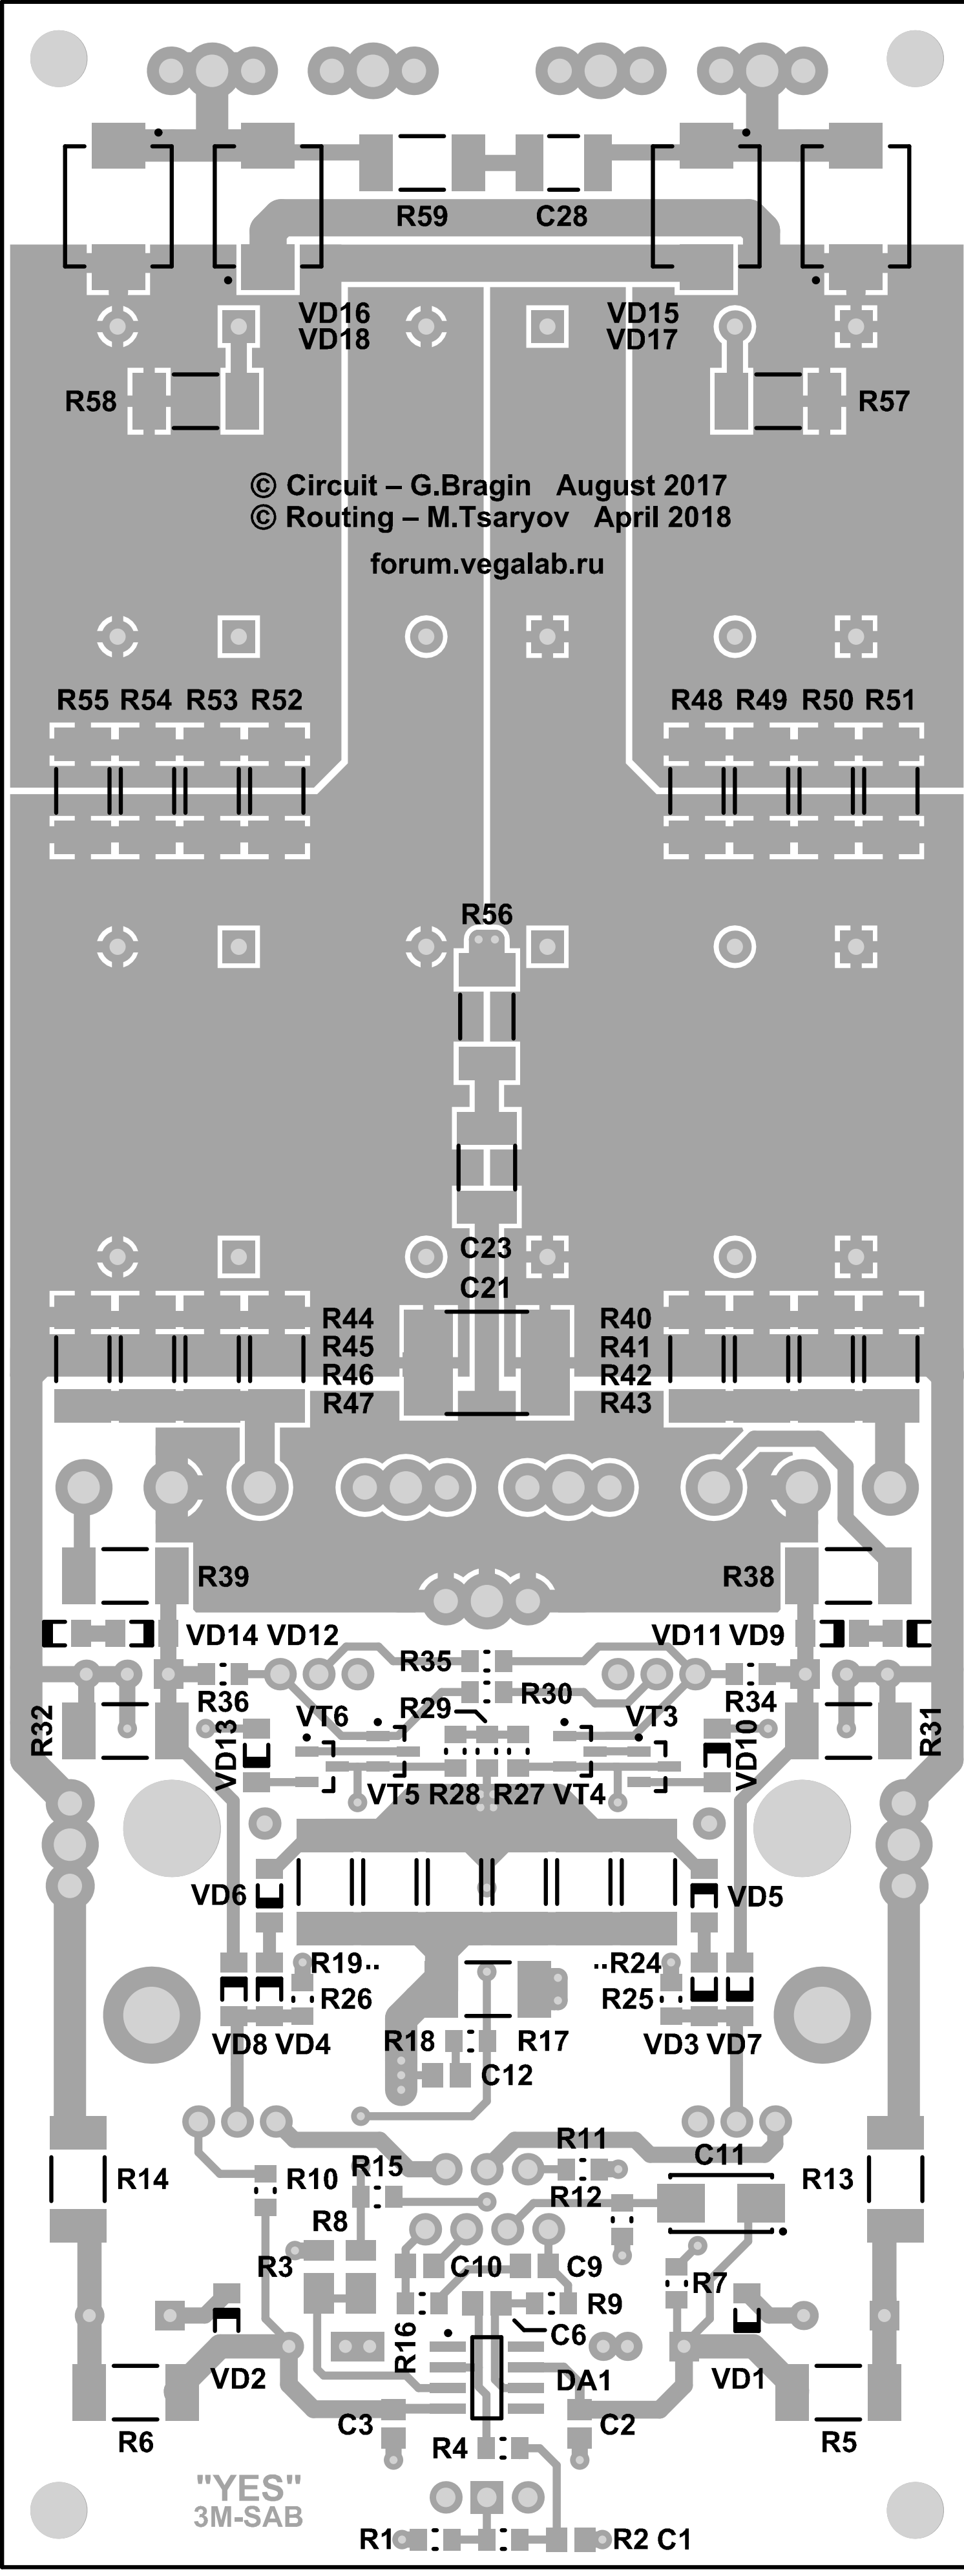 R59 C28
VD16 VD15
VD18 VD17
R58 R57
© Circuit – G.Bragin August 2017
© Routing – M.Tsaryov April 2018
forum.vegalab.ru
R55 R54 R53 R52 R48 R49 R50 R51
R56
C23
C21
R44 R40
R45 R41
R46 R42
R47 R43
R39 R38
VD14 VD12 VD11 VD9
R35
R36 R29 R30 R34
R32 VD13 VT6 VT3 VD10 R31
VT5 R28 R27 VT4
VD6 VD5
R19 R24
R26 R25
VD8 VD4 R18 R17 VD3 VD7
C12
R11
R14 R10 R15 C11 R13
R12
R8
R3 C10 C9
R7
R9
R16 C6
VD2 DA1 VD1
C3 C2
R6 R4 R5
"YES"
3M-SAB
R1 R2 C1